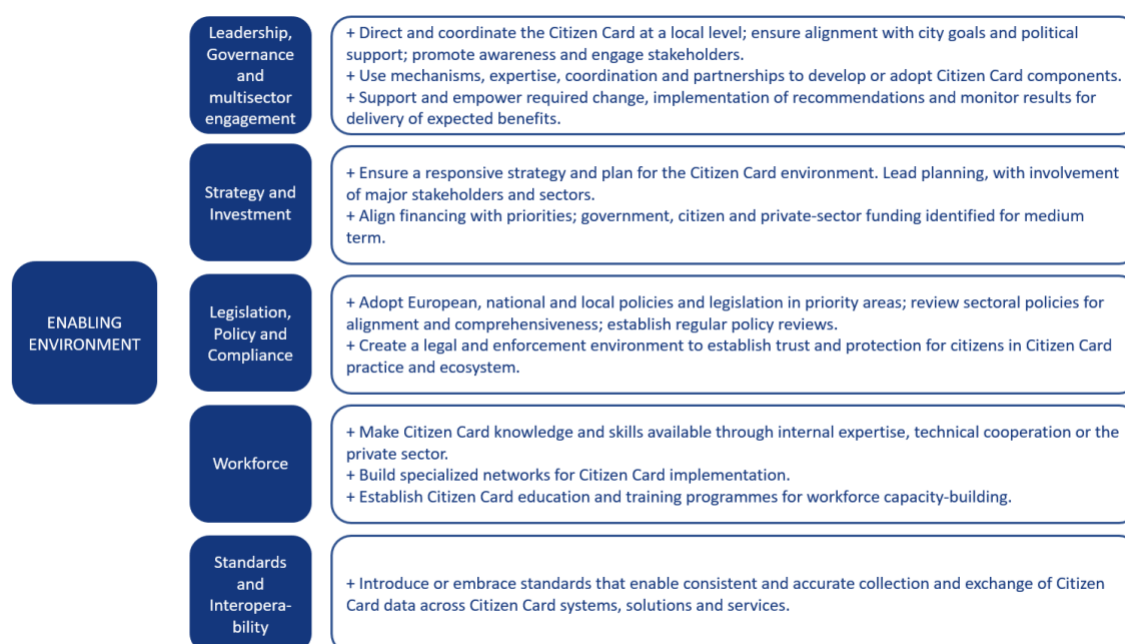 Leadership,
Governance
and
multisector
engagement
+ Direct and coordinate the Citizen Card at a local level; ensure alignment with city goals and political
support; promote awareness and engage stakeholders.
+ Use mechanisms, expertise, coordination and partnerships to develop or adopt Citizen Card components.
+ Support and empower required change, implementation of recommendations and monitor results for
delivery of expected benefits.
Strategy and
Investment
+ Ensure a responsive strategy and plan for the Citizen Card environment. Lead planning, with involvement
of major stakeholders and sectors.
+ Align financing with priorities; government, citizen and private-sector funding identified for medium
term.
ENABLING
ENVIRONMENT
Legislation,
Policy and
Compliance
+ Adopt European, national and local policies and legislation in priority areas; review sectoral policies for
alignment and comprehensiveness; establish regular policy reviews.
+ Create a legal and enforcement environment to establish trust and protection for citizens in Citizen Card
practice and ecosystem.
Workforce
+ Make Citizen Card knowledge and skills available through internal expertise, technical cooperation or the
private sector.
+ Build specialized networks for Citizen Card implementation.
+ Establish Citizen Card education and training programmes for workforce capacity-building.
Standards
and
Interopera-
bility
+ Introduce or embrace standards that enable consistent and accurate collection and exchange of Citizen
Card data across Citizen Card systems, solutions and services.